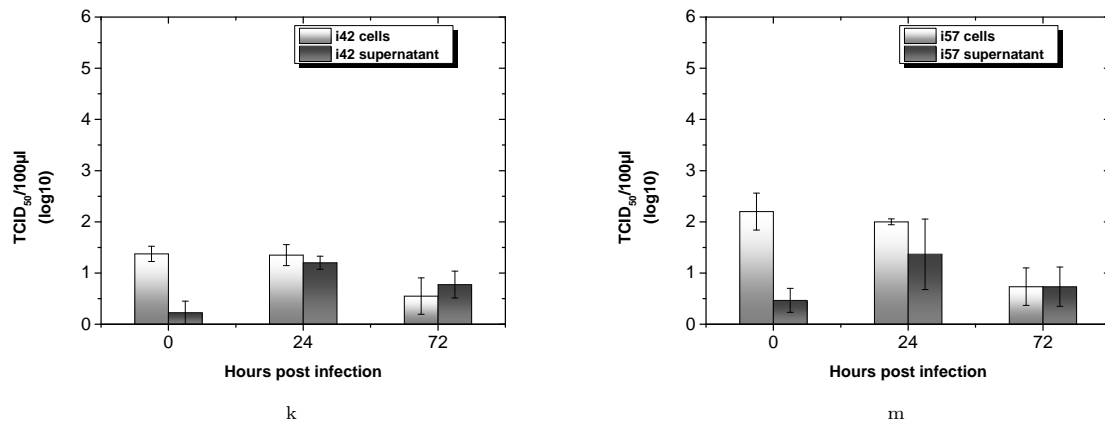 i42 cells
i42 supernatant
6
5
4
3
2
1
0
TCID50/100µl
(log10)
0 24 72
Hours post infection
k
i57 cells
i57 supernatant
6
5
4
3
2
1
0
TCID50/100µl
(log10)
0 24 72
Hours post infection
m